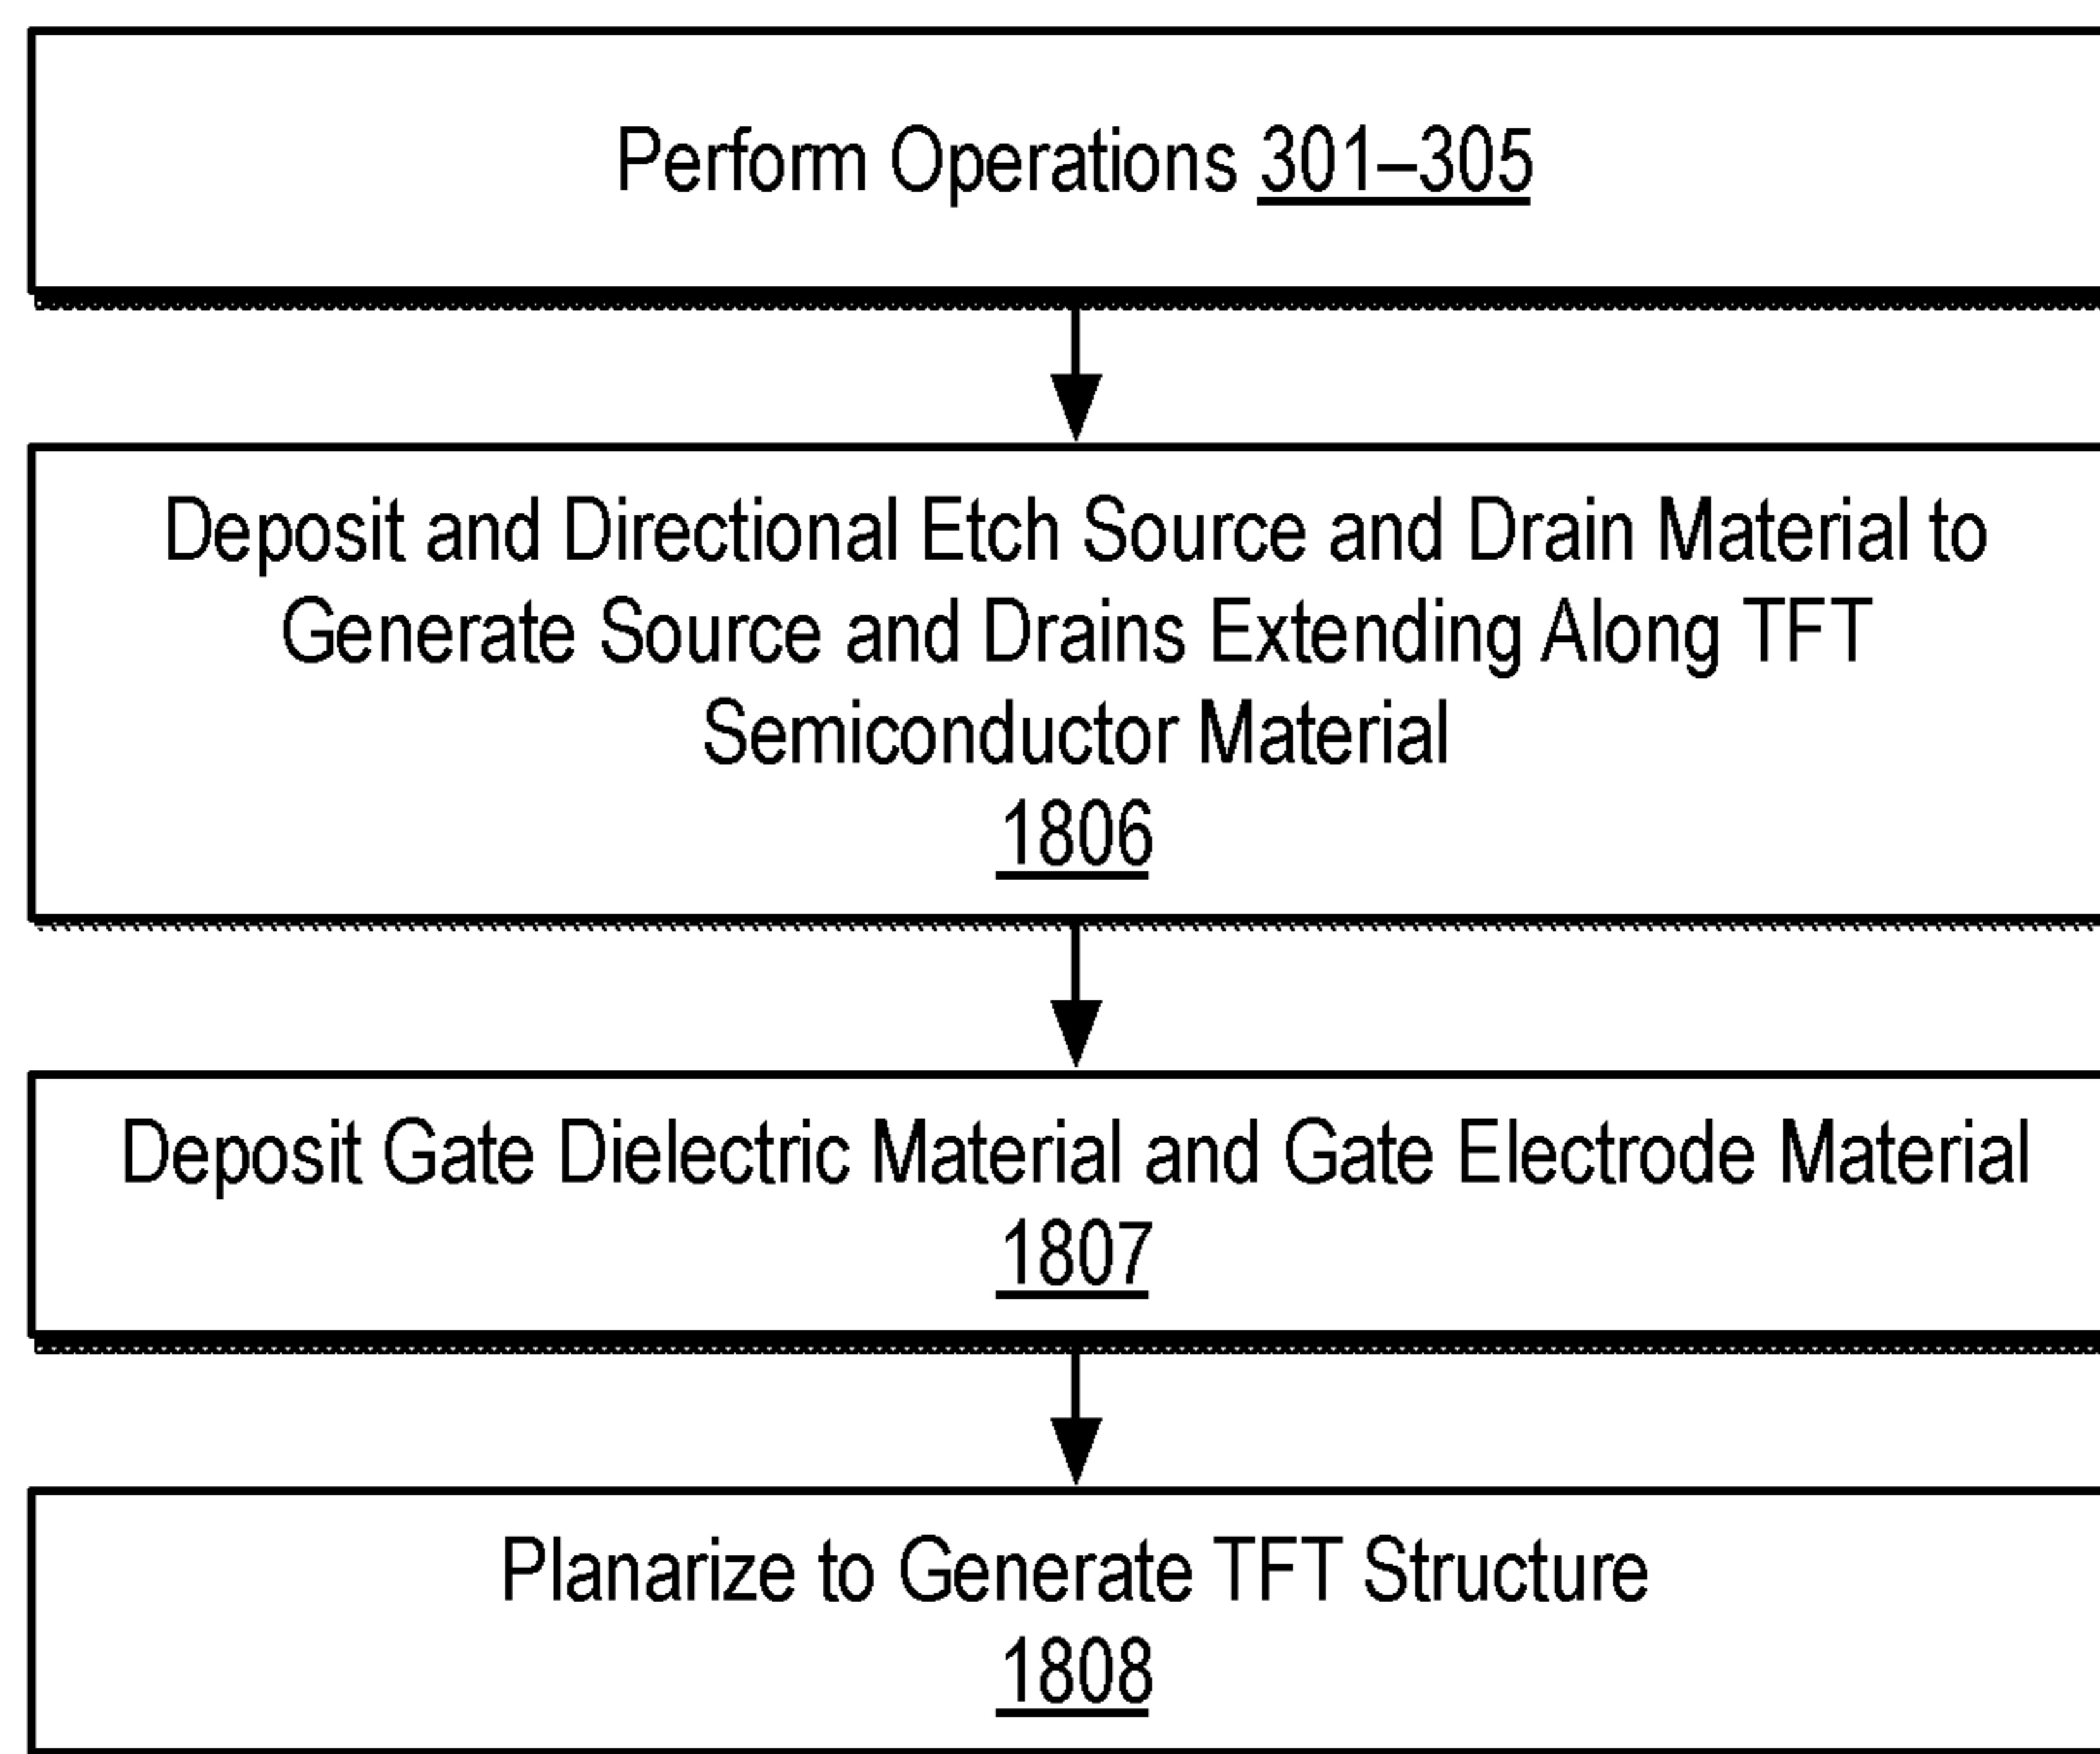 Perform Operations 301–305
Deposit and Directional Etch Source and Drain Material to
Generate Source and Drains Extending Along TFT
Semiconductor Material
1806
Deposit Gate Dielectric Material and Gate Electrode Material
1807
Planarize to Generate TFT Structure
1808